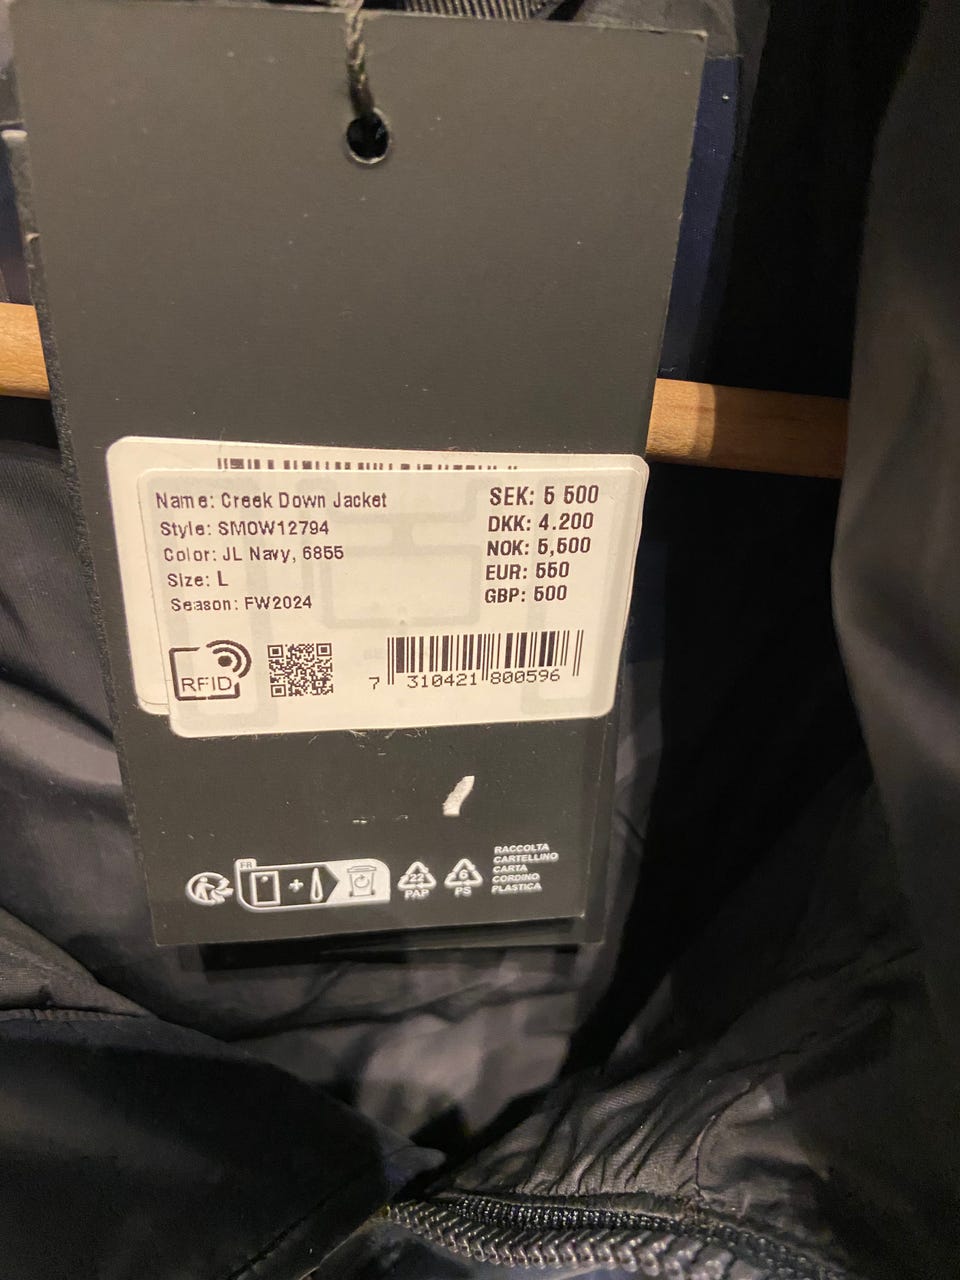 Name: Creek Down Jacket
Style: SMOW12794
Color: JL Navy, 6855
Size: L
Season: FW2024
SEK: 5 500
DKK: 4.200
NOK: 5,500
EUR: 550
GBP: 500
RFID
7 310421 800596
FR
22
PAP
6
PS
RACCOLTA
CARTELLINO
CARTA
CORDINO
PLASTICA